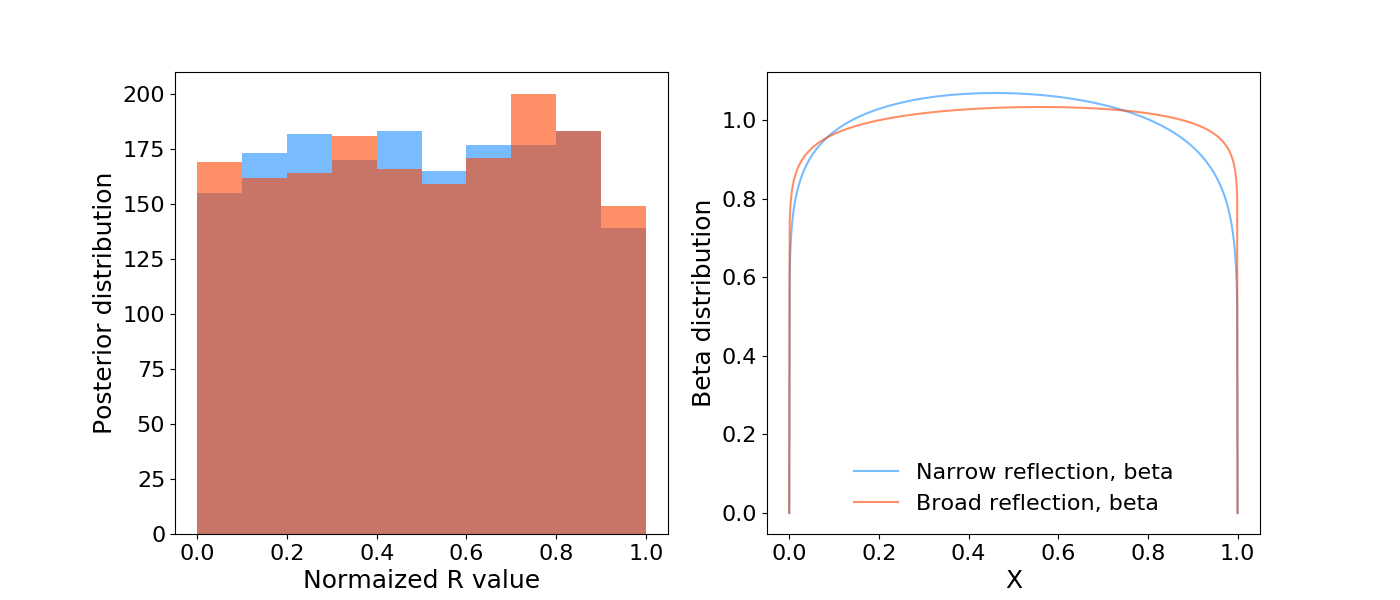 Posterior distribution
200
175
150
125
100
75
50
25
0
0.0 0.2 0.4 0.6 0.8 1.0
Normaized R value
Beta distribution
1.0
0.8
0.6
0.4
0.2
0.0
Narrow reflection, beta
Broad reflection, beta
0.0 0.2 0.4 0.6 0.8 1.0
X